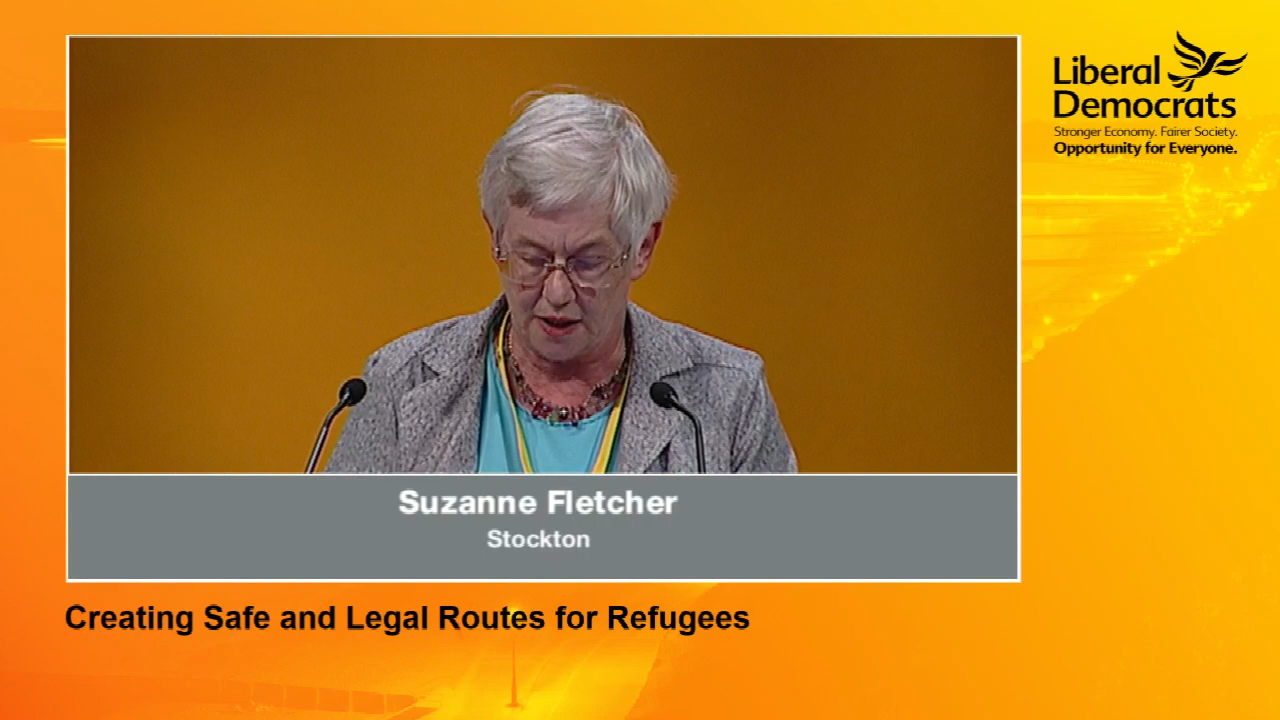 Liberal
Democrats
Stronger Economy. Fairer Society.
Opportunity for Everyone.
Suzanne Fletcher
Stockton
Creating Safe and Legal Routes for Refugees